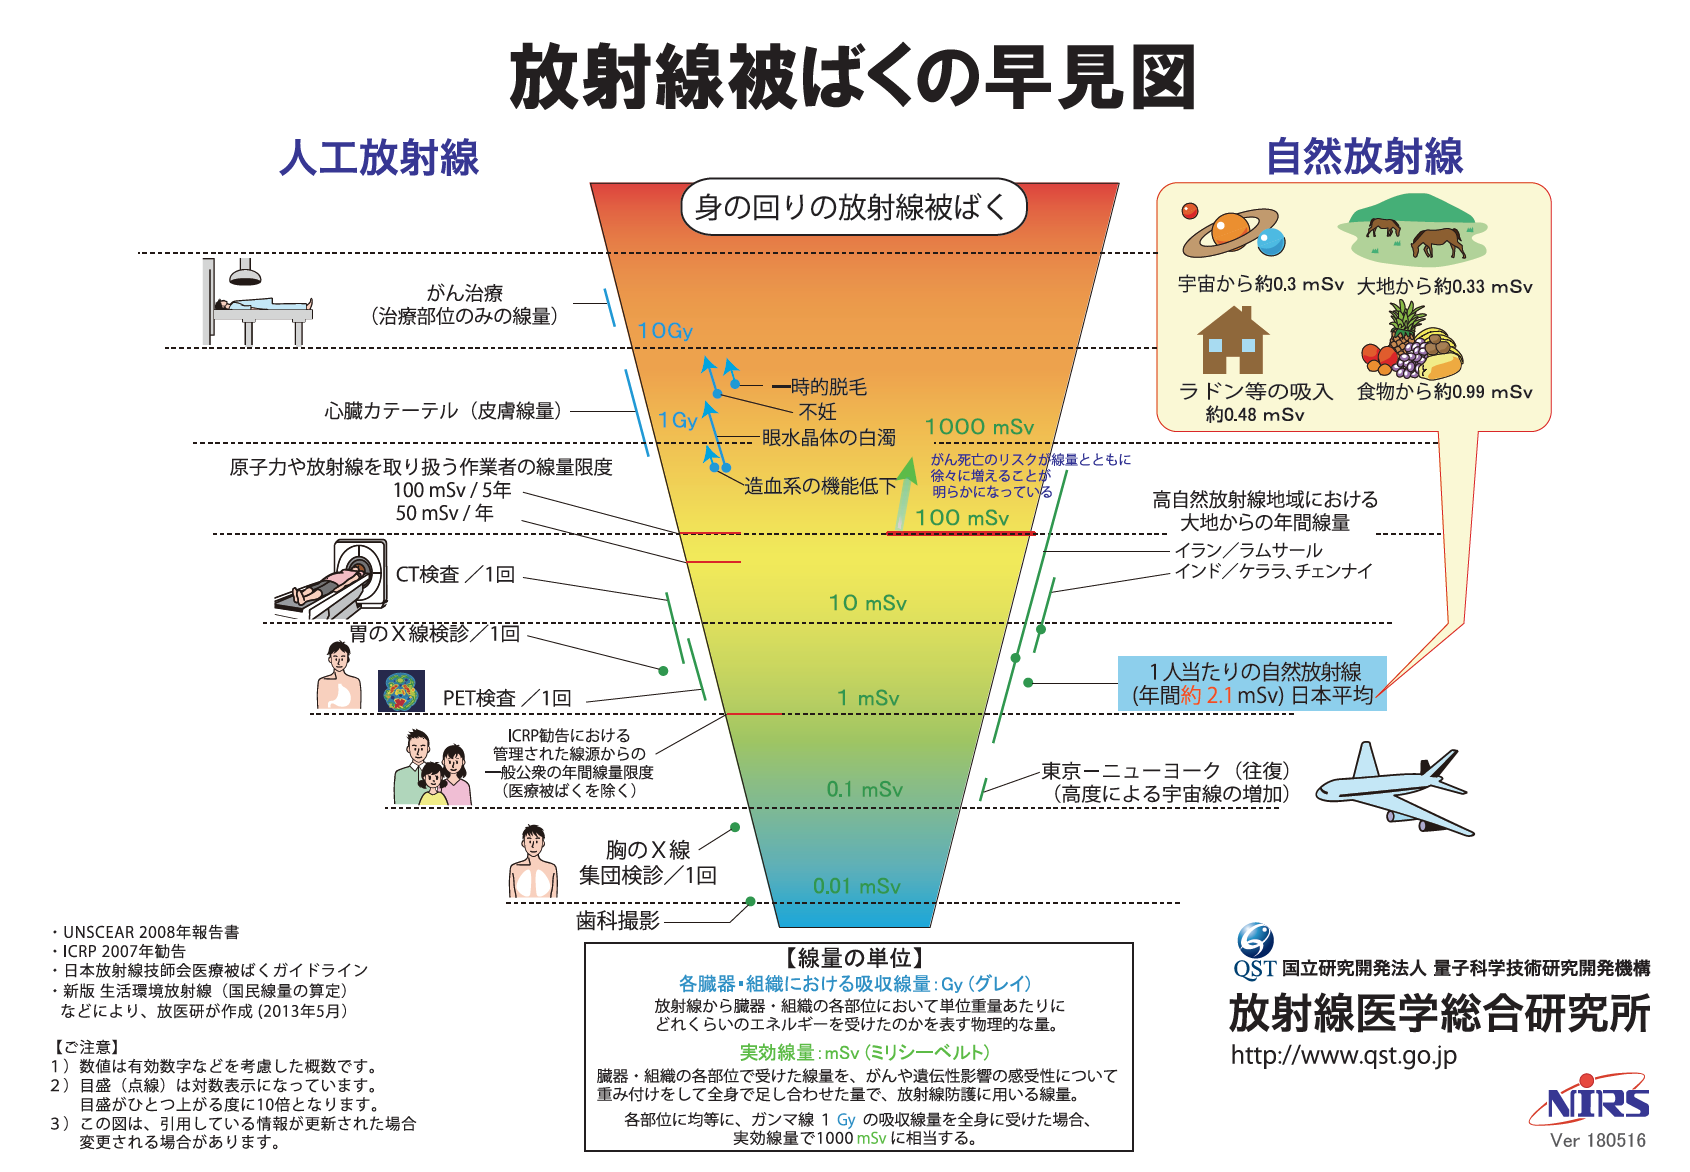 放射線被ばくの早見図
人工放射線
自然放射線
身の回りの放射線被ばく
宇宙から約0.3 mSv
大地から約0.33 mSv
ラドン等の吸入
約0.48 mSv
食物から約0.99 mSv
がん治療
（治療部位のみの線量）
10Gy
一時的脱毛
不妊
心臓カテーテル（皮膚線量）
1Gy
眼水晶体の白濁
造血系の機能低下
1000 mSv
がん死亡のリスクが線量とともに
徐々に増えることが
明らかになっている
100 mSv
原子力や放射線を取り扱う作業者の線量限度
100 mSv / 5年
50 mSv / 年
高自然放射線地域における
大地からの年間線量
イラン／ラムサール
インド／ケララ、チェンナイ
CT検査 ／1回
10 mSv
胃のＸ線検診／1回
PET検査 ／1回
1 mSv
1人当たりの自然放射線
(年間約 2.1 mSv) 日本平均
ICRP勧告における
管理された線源からの
一般公衆の年間線量限度
（医療被ばくを除く）
0.1 mSv
東京－ニューヨーク（往復）
（高度による宇宙線の増加）
胸のＸ線
集団検診／1回
0.01 mSv
歯科撮影
・UNSCEAR 2008年報告書
・ICRP 2007年勧告
・日本放射線技師会医療被ばくガイドライン
・新版 生活環境放射線（国民線量の算定）
などにより、放医研が作成 (2013年5月）
【ご注意】
1）数値は有効数字などを考慮した概数です。
2）目盛（点線）は対数表示になっています。
目盛がひとつ上がる度に10倍となります。
3）この図は、引用している情報が更新された場合
変更される場合があります。
【線量の単位】
各臓器・組織における吸収線量：Gy（グレイ）
放射線から臓器・組織の各部位において単位重量あたりに
どれくらいのエネルギーを受けたのかを表す物理的な量。
実効線量：mSv（ミリシーベルト）
臓器・組織の各部位で受けた線量を、がんや遺伝性影響の感受性について
重み付けをして全身で足し合わせた量で、放射線防護に用いる線量。
各部位に均等に、ガンマ線 1 Gy の吸収線量を全身に受けた場合、
実効線量で1000 mSv に相当する。
QST 国立研究開発法人 量子科学技術研究開発機構
放射線医学総合研究所
http://www.qst.go.jp
NIRS
Ver 180516